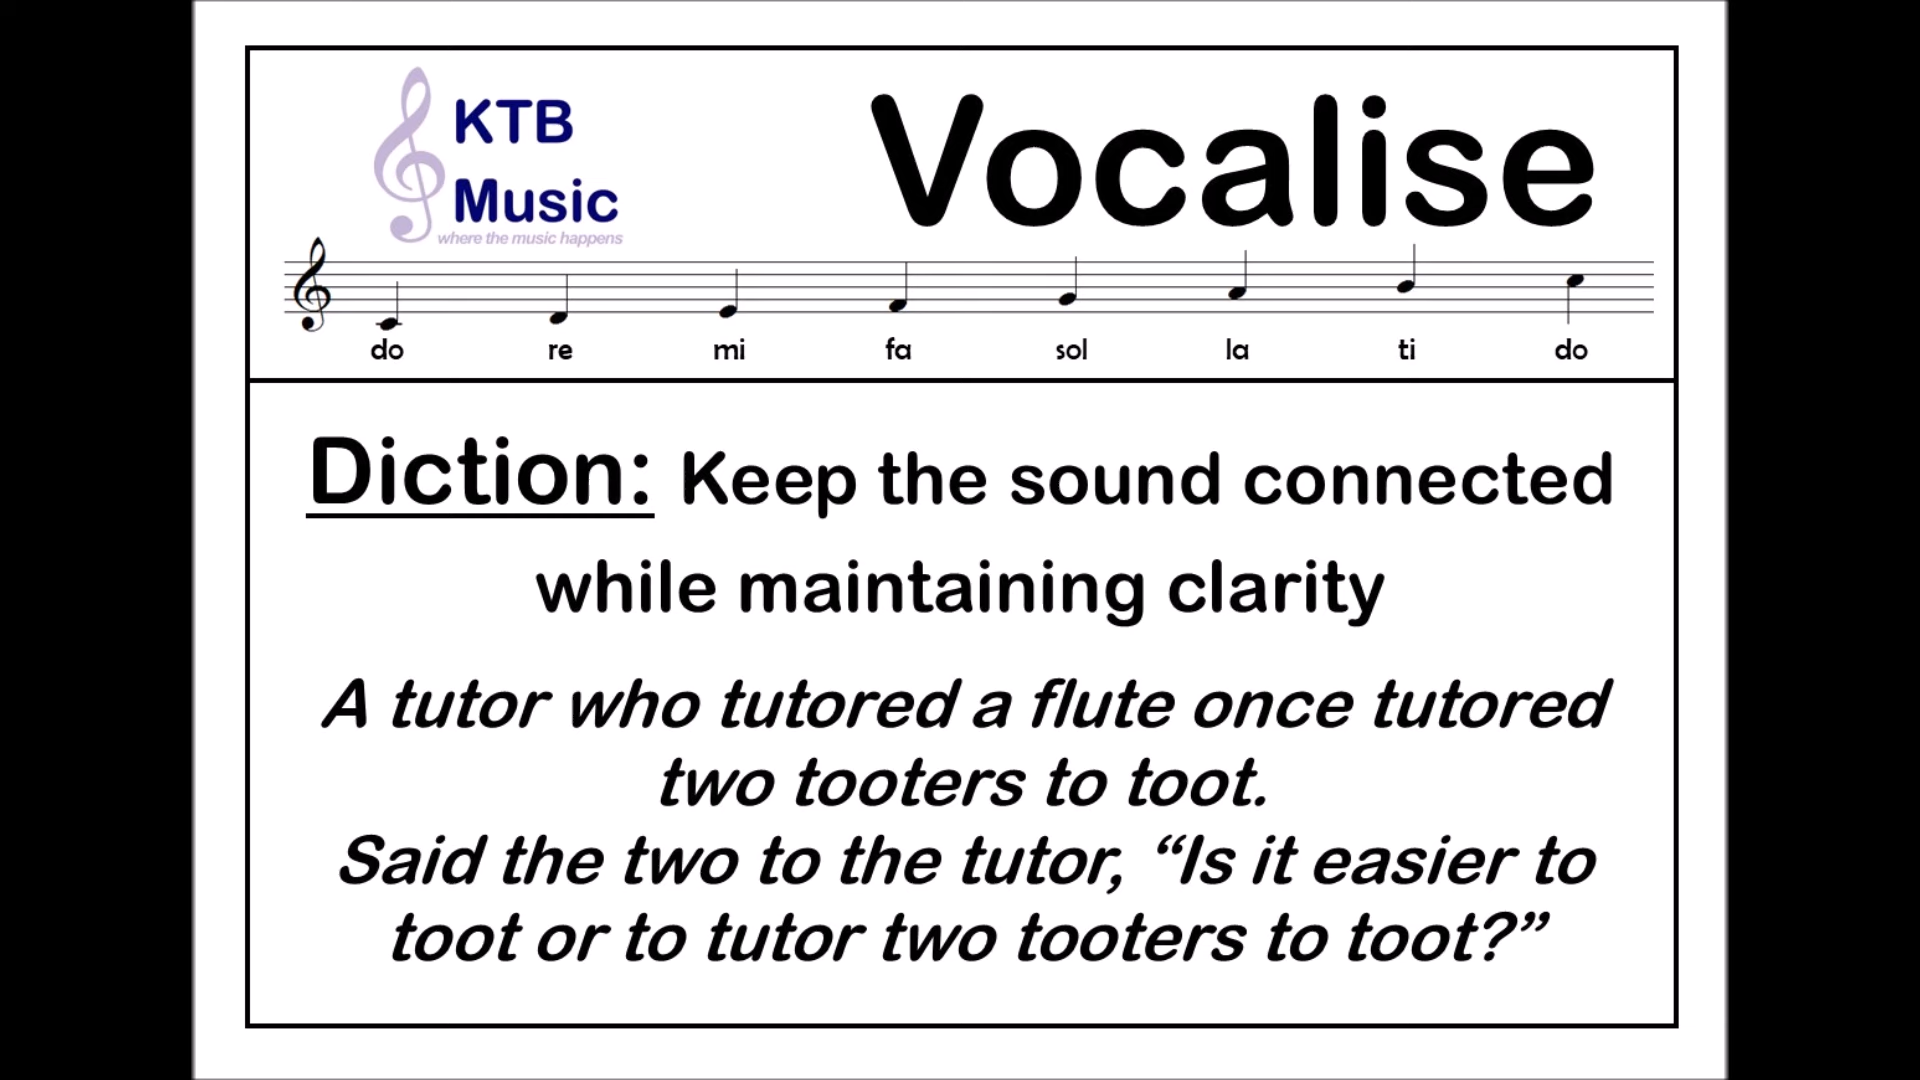 KTB
Music
where the music happens
Vocalise
do re mi fa sol la ti do
Diction: Keep the sound connected
while maintaining clarity
A tutor who tutored a flute once tutored
two tooters to toot.
Said the two to the tutor, “Is it easier to
toot or to tutor two tooters to toot?”